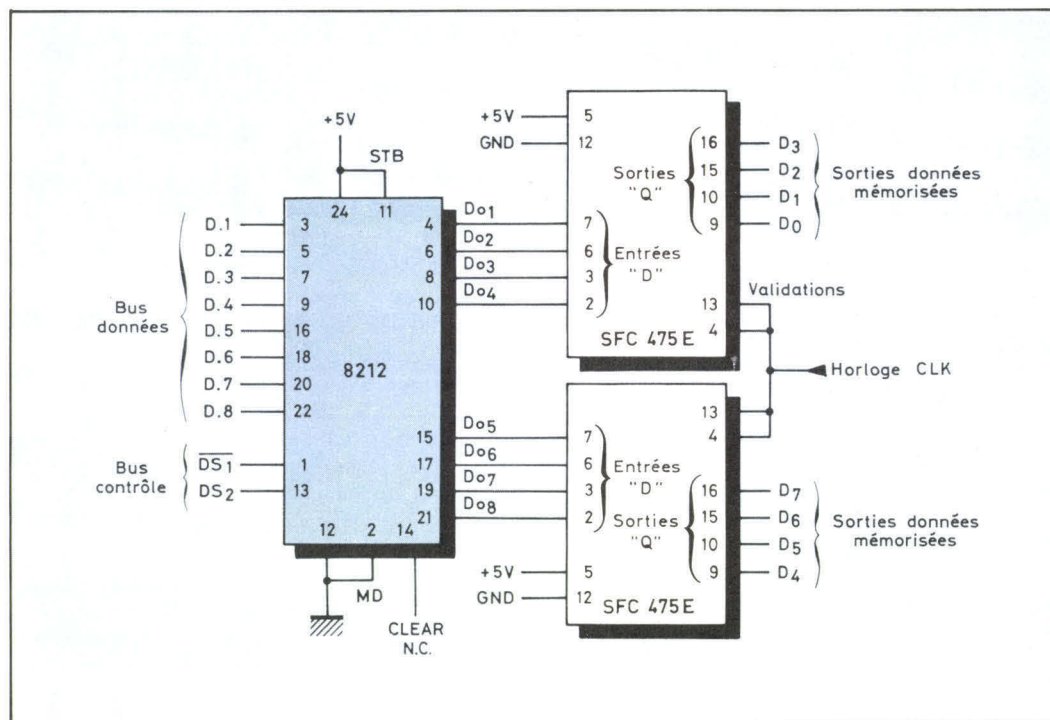 +5V
STB
24 11
Bus
données
D.1 3
D.2 5
D.3 7
D.4 9
D.5 16
D.6 18
D.7 20
D.8 22
8212
Bus
contrôle
DS1 1
DS2 13
12 2 14
MD
CLEAR
N.C.
4 Do1
6 Do2
8 Do3
10 Do4
15 Do5
17 Do6
19 Do7
21 Do8
+5V 5
GND 12
7
6
3
2
Entrées
"D"
Sorties
"Q"
16 D3
15 D2
10 D1
9 D0
Sorties données
mémorisées
Validations
13
4
SFC 475E
Horloge CLK
13
4
7
6
3
2
Entrées
"D"
Sorties
"Q"
16 D7
15 D6
10 D5
9 D4
Sorties données
mémorisées
+5V 5
GND 12
SFC 475E